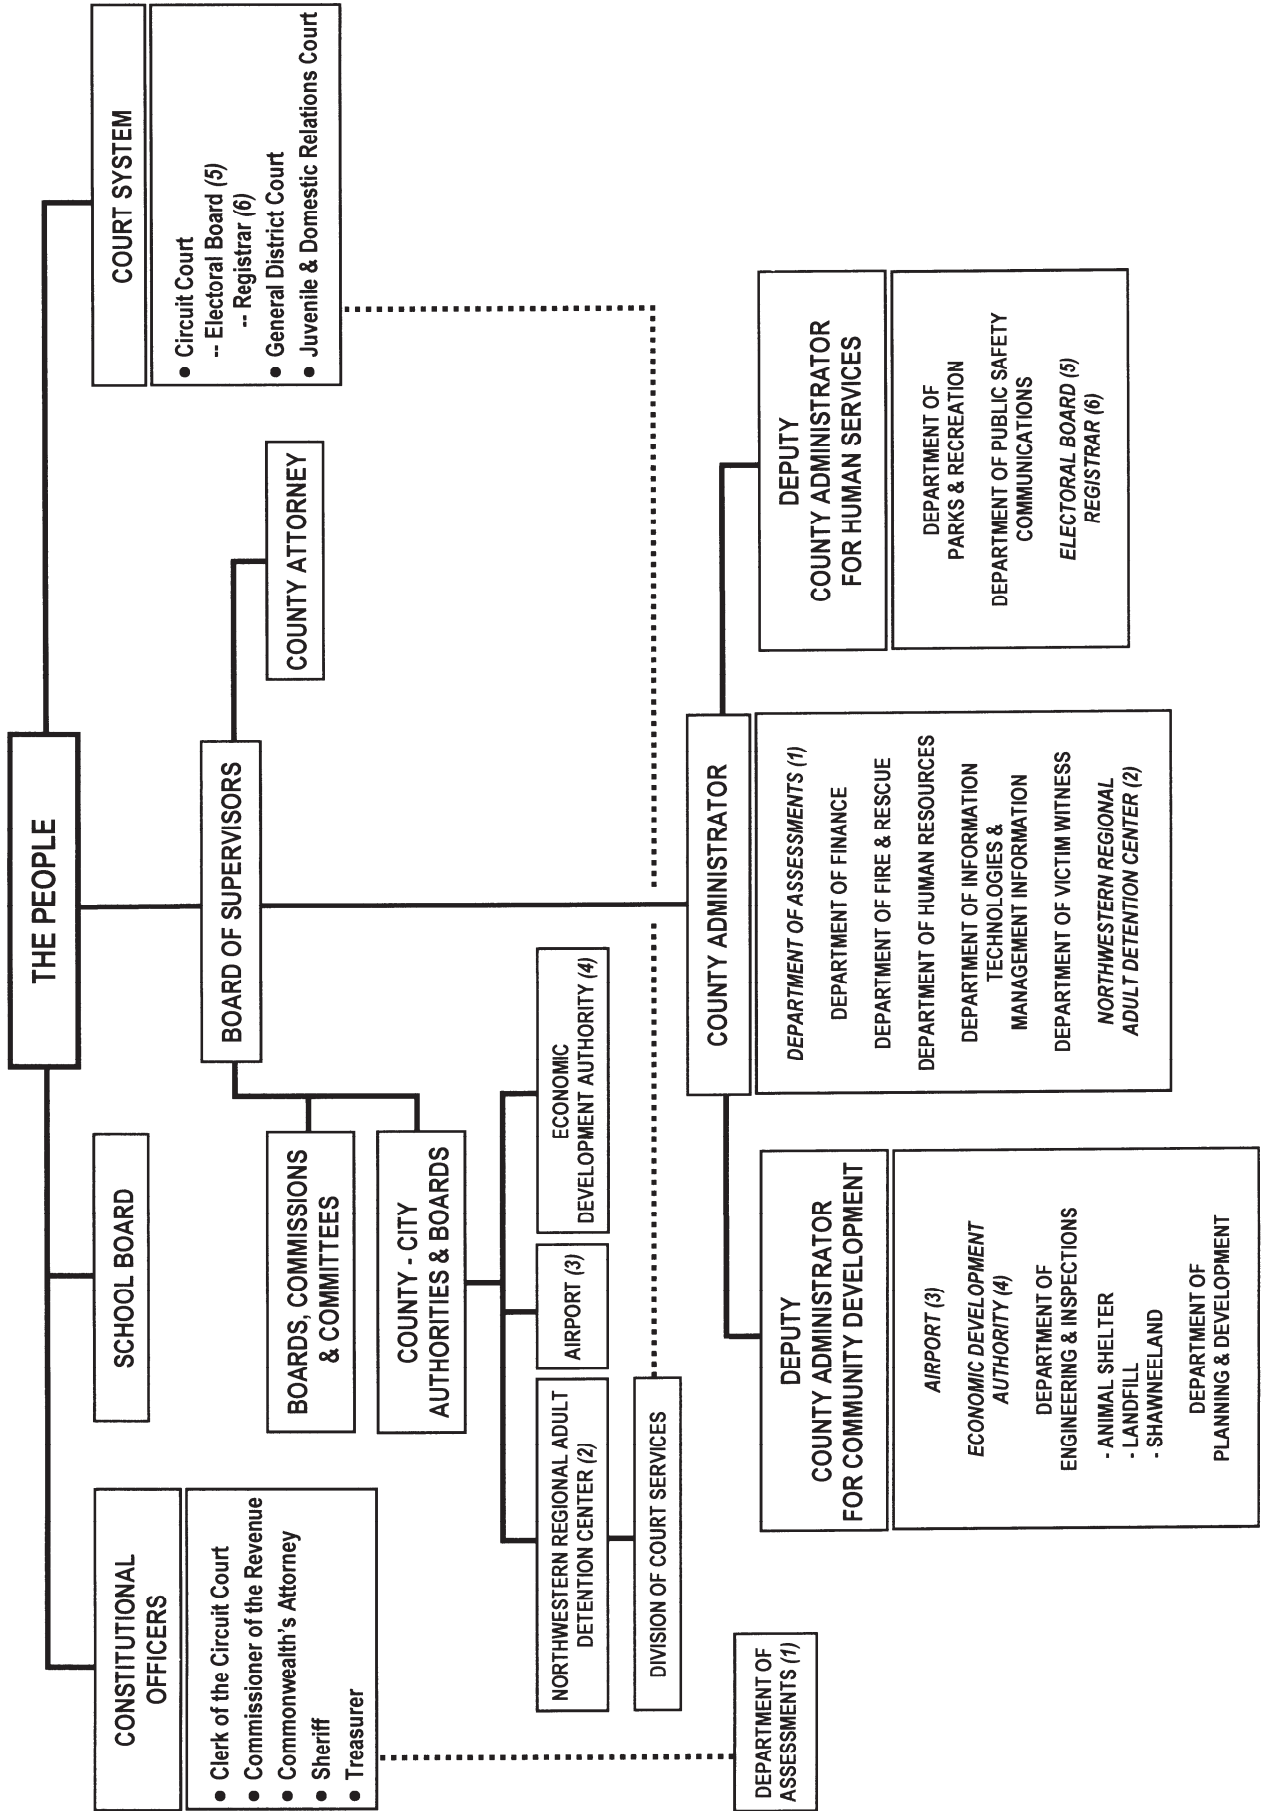 THE PEOPLE
CONSTITUTIONAL
OFFICERS
● Clerk of the Circuit Court
● Commissioner of the Revenue
● Commonwealth's Attorney
● Sheriff
● Treasurer
SCHOOL BOARD
COURT SYSTEM
● Circuit Court
-- Electoral Board (5)
-- Registrar (6)
● General District Court
● Juvenile & Domestic Relations Court
BOARD OF SUPERVISORS
COUNTY ATTORNEY
BOARDS, COMMISSIONS
& COMMITTEES
COUNTY - CITY
AUTHORITIES & BOARDS
NORTHWESTERN REGIONAL ADULT
DETENTION CENTER (2)
AIRPORT (3)
ECONOMIC
DEVELOPMENT AUTHORITY (4)
DIVISION OF COURT SERVICES
DEPARTMENT OF
ASSESSMENTS (1)
COUNTY ADMINISTRATOR
DEPARTMENT OF ASSESSMENTS (1)
DEPARTMENT OF FINANCE
DEPARTMENT OF FIRE & RESCUE
DEPARTMENT OF HUMAN RESOURCES
DEPARTMENT OF INFORMATION
TECHNOLOGIES &
MANAGEMENT INFORMATION
DEPARTMENT OF VICTIM WITNESS
NORTHWESTERN REGIONAL
ADULT DETENTION CENTER (2)
DEPUTY
COUNTY ADMINISTRATOR
FOR COMMUNITY DEVELOPMENT
AIRPORT (3)
ECONOMIC DEVELOPMENT
AUTHORITY (4)
DEPARTMENT OF
ENGINEERING & INSPECTIONS
- ANIMAL SHELTER
- LANDFILL
- SHAWNEELAND
DEPARTMENT OF
PLANNING & DEVELOPMENT
DEPUTY
COUNTY ADMINISTRATOR
FOR HUMAN SERVICES
DEPARTMENT OF
PARKS & RECREATION
DEPARTMENT OF PUBLIC SAFETY
COMMUNICATIONS
ELECTORAL BOARD (5)
REGISTRAR (6)